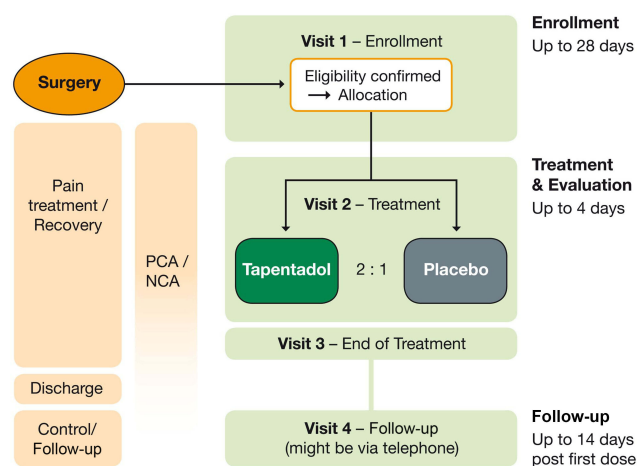 Enrollment
Up to 28 days
Visit 1 – Enrollment
Surgery
Eligibility confirmed
→ Allocation
Pain
treatment /
Recovery
PCA /
NCA
Treatment
& Evaluation
Up to 4 days
Visit 2 – Treatment
Tapentadol
2 : 1
Placebo
Visit 3 – End of Treatment
Discharge
Control/
Follow-up
Visit 4 – Follow-up
(might be via telephone)
Follow-up
Up to 14 days
post first dose